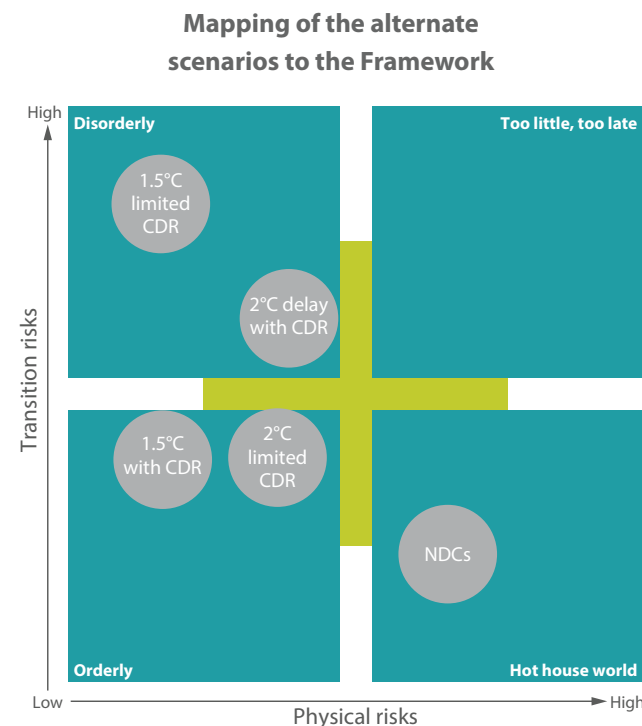 Mapping of the alternate
scenarios to the Framework
High
Disorderly
Too little, too late
1.5°C
limited
CDR
2°C delay
with CDR
Transition risks
1.5°C
with CDR
2°C
limited
CDR
NDCs
Orderly
Hot house world
Low
High
Physical risks